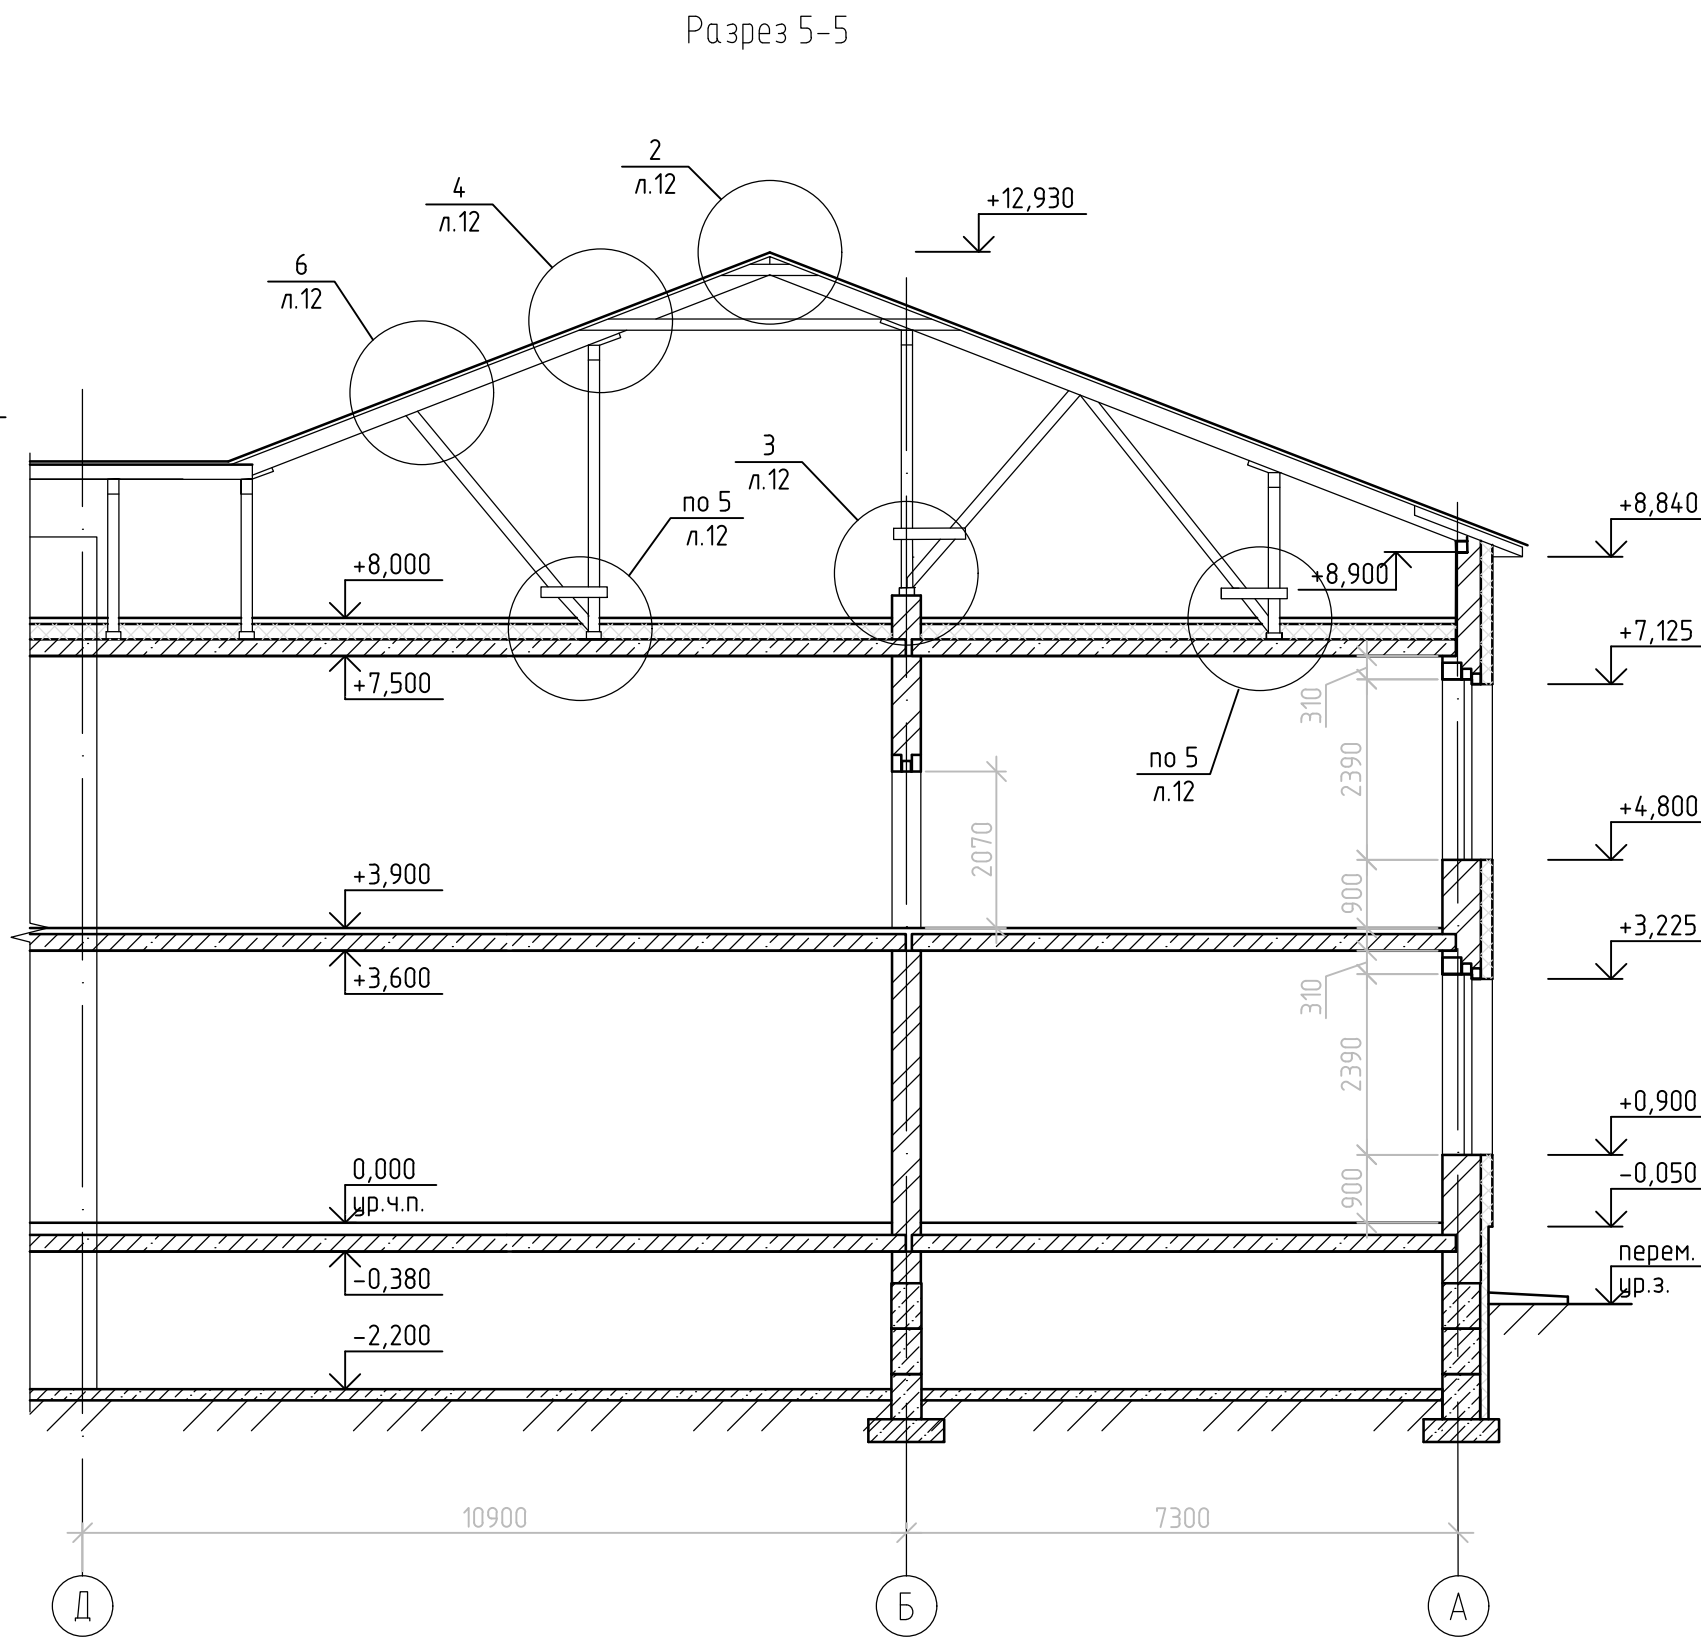 Разрез 5-5
2
л.12
4
л.12
+12,930
6
л.12
3
л.12
по 5
л.12
+8,840
+8,000
+8,900
+7,125
+7,500
310
2390
по 5
л.12
+4,800
2070
+3,900
900
+3,225
+3,600
310
2390
+0,900
0,000
ур.ч.п.
900
-0,050
перем.
ур.з.
-0,380
-2,200
10900
7300
Д
Б
А